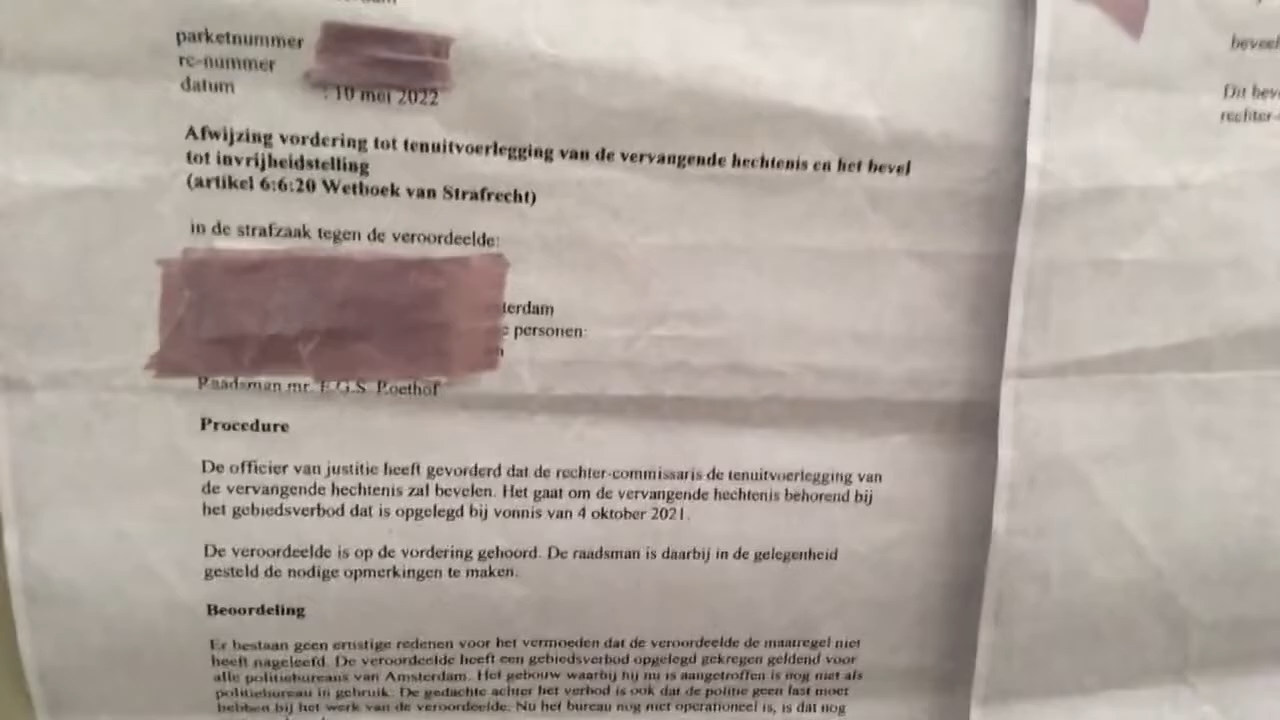 parketnummer
rc-nummer
datum : 10 mei 2022
Afwijzing vordering tot tenuitvoerlegging van de vervangende hechtenis en het bevel
tot invrijheidstelling
(artikel 6:6:20 Wetboek van Strafrecht)
in de strafzaak tegen de veroordeelde:
terdam
personen:
Raadsman mr. F.G.S. Roethof
Procedure
De officier van justitie heeft gevorderd dat de rechter-commissaris de tenuitvoerlegging van
de vervangende hechtenis zal bevelen. Het gaat om de vervangende hechtenis behorend bij
het gebiedsverbod dat is opgelegd bij vonnis van 4 oktober 2021.
De veroordeelde is op de vordering gehoord. De raadsman is daarbij in de gelegenheid
gesteld de nodige opmerkingen te maken.
Beoordeling
Er bestaan geen ernstige redenen voor het vermoeden dat de veroordeelde de maatregel niet
heeft nageleefd. De veroordeelde heeft een gebiedsverbod opgelegd gekregen geldend voor
alle politiebureaus van Amsterdam. Het gebouw waarbij hij nu is aangetroffen is nog niet als
politiebureau in gebruik. De gedachte achter het verbod is ook dat de politie geen last moet
hebben bij het werk van de veroordeelde. Nu het bureau nog niet operationeel is, is dat nog
Dit bev
rechter-